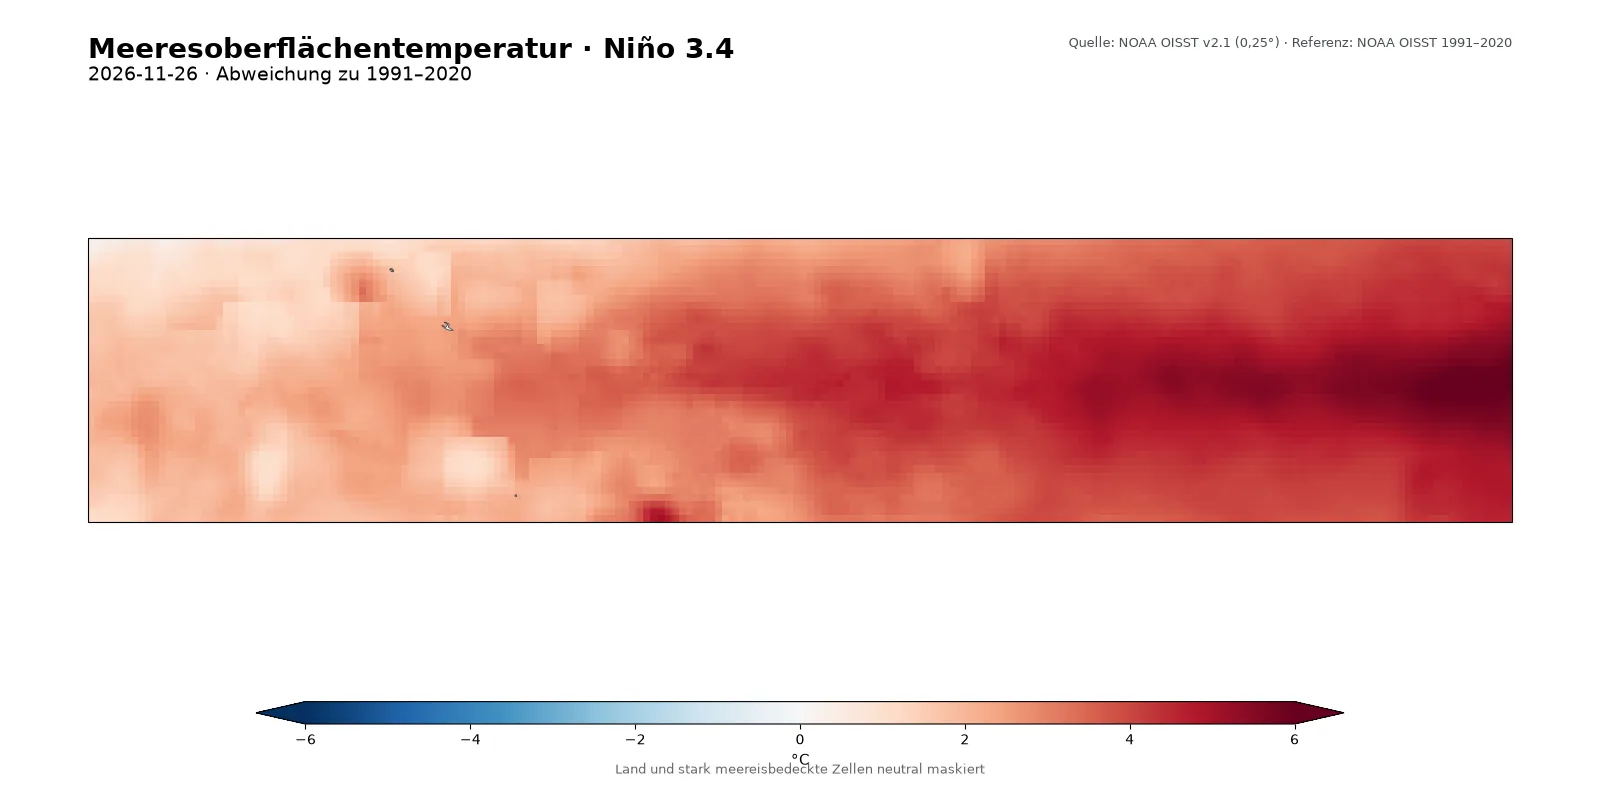 Meeresoberflächentemperatur · Niño 3.4
2026-11-26 · Abweichung zu 1991–2020
Quelle: NOAA OISST v2.1 (0,25°) · Referenz: NOAA OISST 1991–2020
−6 −4 −2 0 2 4 6
°C
Land und stark meereisbedeckte Zellen neutral maskiert